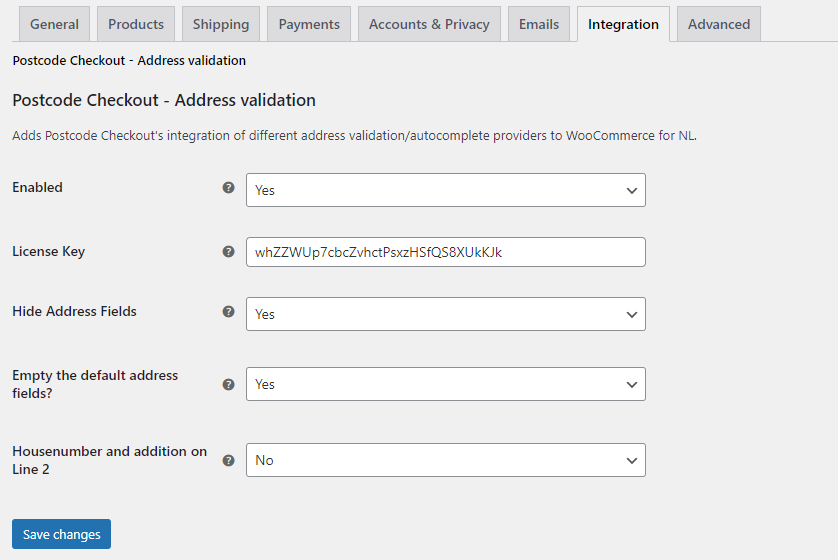 General Products Shipping Payments Accounts & Privacy Emails Integration Advanced
Postcode Checkout - Address validation
Postcode Checkout - Address validation
Adds Postcode Checkout's integration of different address validation/autocomplete providers to WooCommerce for NL.
Enabled ? Yes
License Key ? whZZWUp7cbcZvhctPsxzHSfQS8XUkKJk
Hide Address Fields ? Yes
Empty the default address
fields? ? Yes
Housenumber and addition on
Line 2 ? No
Save changes